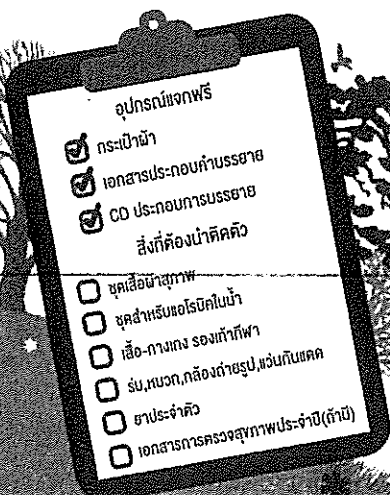 อุปกรณ์แจกฟรี
กระเป๋าผ้า
เอกสารประกอบคำบรรยาย
CD ประกอบการบรรยาย
สิ่งที่ต้องนำติดตัว
ชุดเสื้อผ้าสุภาพ
ชุดสำหรับแอโรบิคในน้ำ
เสื้อ-กางเกง รองเท้ากีฬา
ร่ม,หมวก,กล้องถ่ายรูป,แว่นกันแดด
ยาประจำตัว
เอกสารการตรวจสุขภาพประจำปี(ถ้ามี)